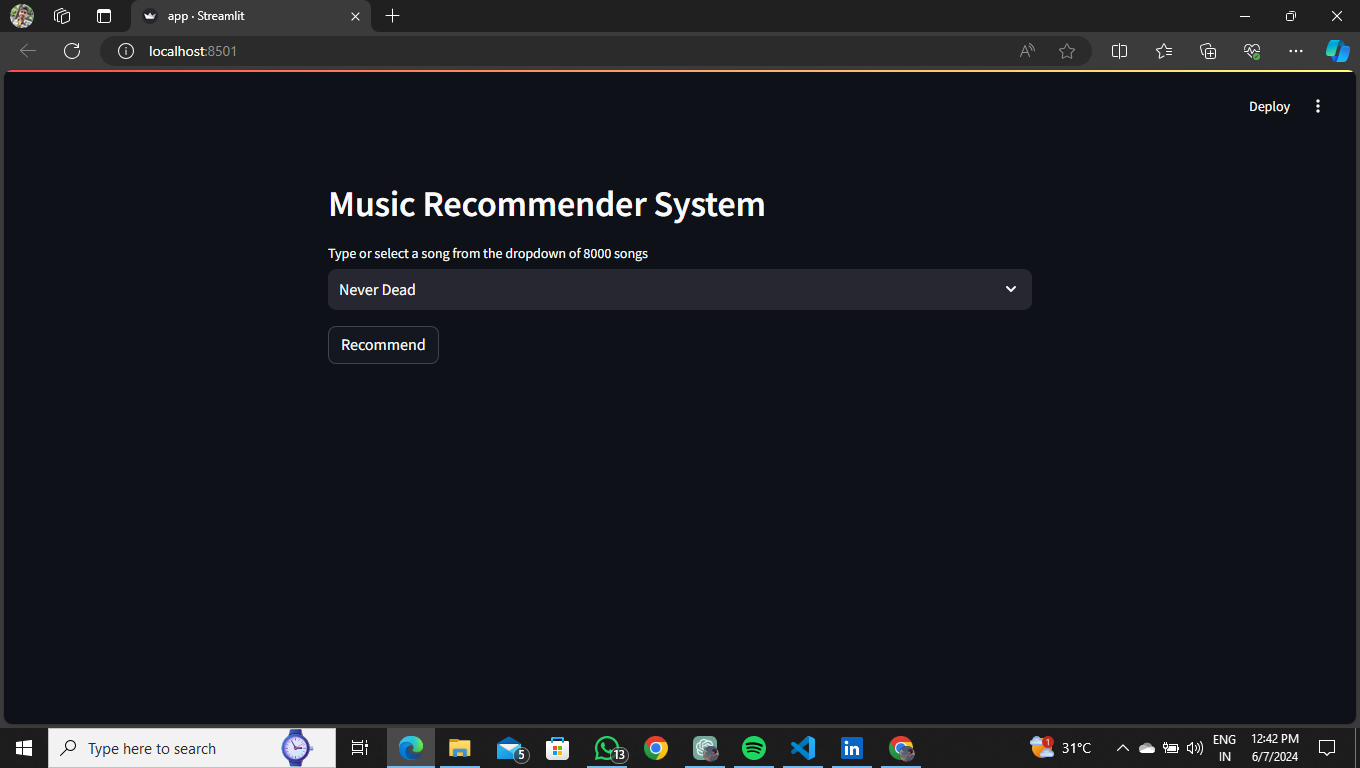 app · Streamlit
localhost:8501
Deploy
Music Recommender System
Type or select a song from the dropdown of 8000 songs
Never Dead
Recommend
Type here to search
5
13
in
1
31°C
ENG
IN
12:42 PM
6/7/2024